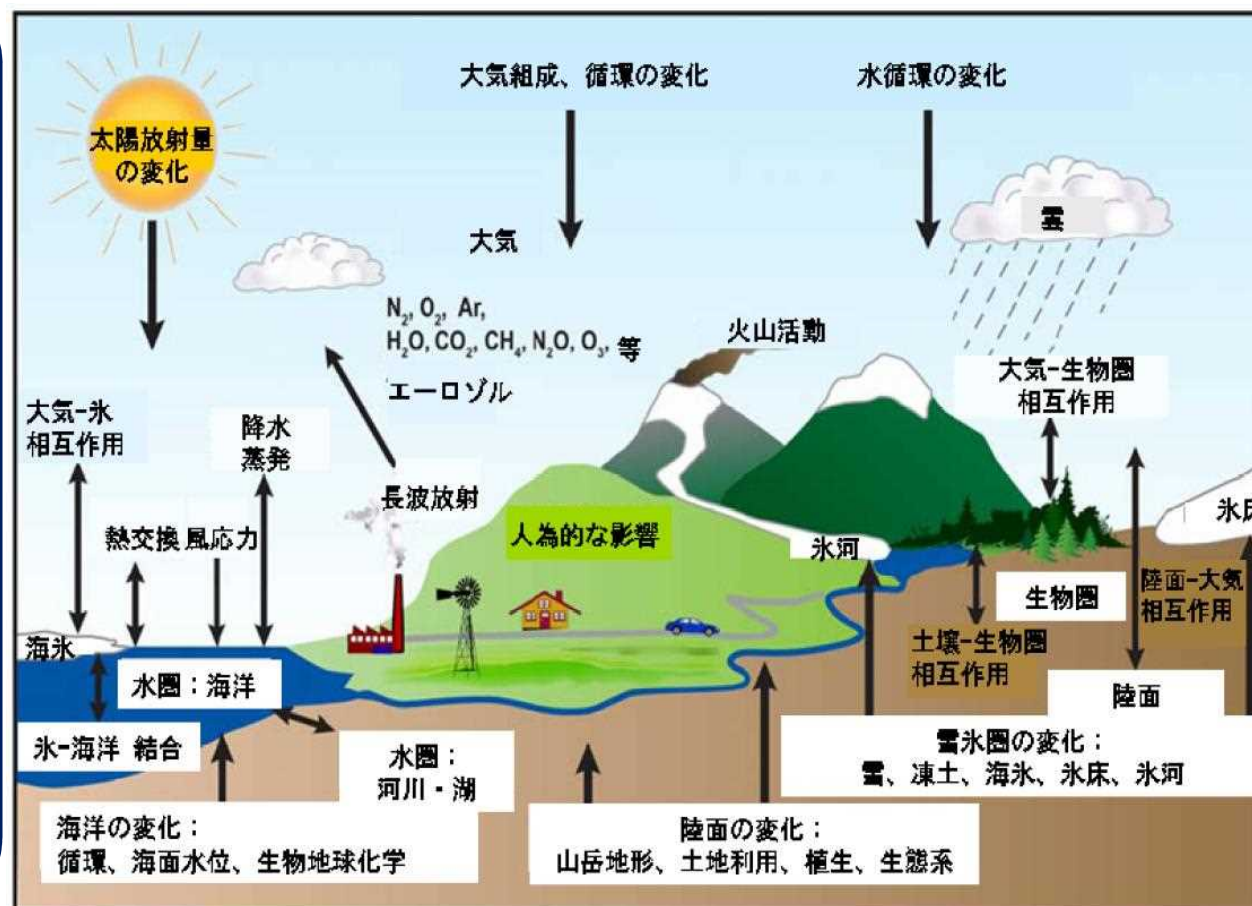 大気組成、循環の変化
水循環の変化
太陽放射量
の変化
雲
大気
N₂, O₂, Ar,
H₂O, CO₂, CH₄, N₂O, O₃, 等
エーロゾル
火山活動
大気-生物圏
相互作用
大気-氷
相互作用
降水
蒸発
長波放射
熱交換 風応力
人為的な影響
氷河
氷床
生物圏
陸面-大気
相互作用
海氷
土壌-生物圏
相互作用
水圏：海洋
陸面
氷-海洋 結合
水圏：
河川・湖
雪氷圏の変化：
雪、凍土、海氷、氷床、氷河
海洋の変化：
循環、海面水位、生物地球化学
陸面の変化：
山岳地形、土地利用、植生、生態系